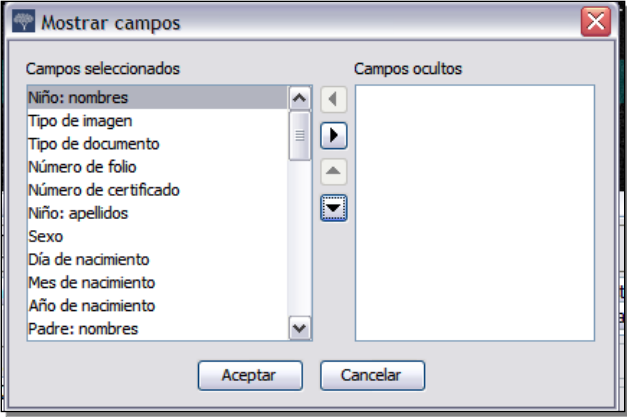 Mostrar campos
Campos seleccionados
Campos ocultos
Niño: nombres
Tipo de imagen
Tipo de documento
Número de folio
Número de certificado
Niño: apellidos
Sexo
Día de nacimiento
Mes de nacimiento
Año de nacimiento
Padre: nombres
Aceptar
Cancelar